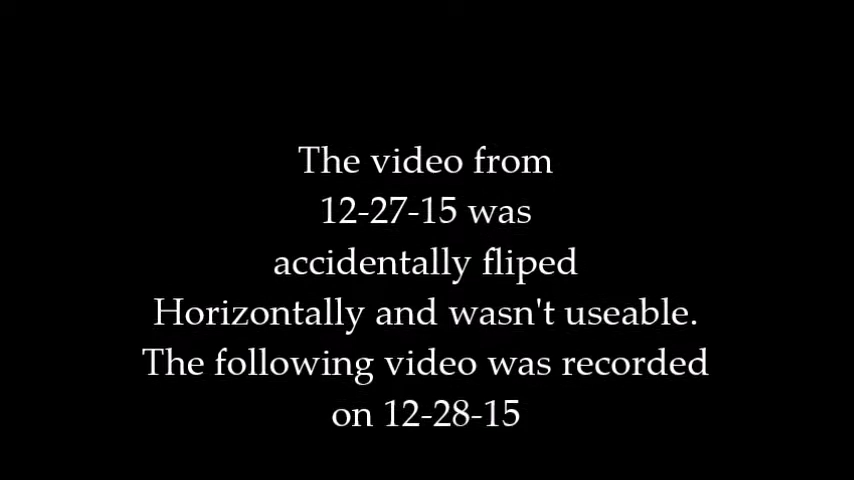 The video from
12-27-15 was
accidentally fliped
Horizontally and wasn't useable.
The following video was recorded
on 12-28-15